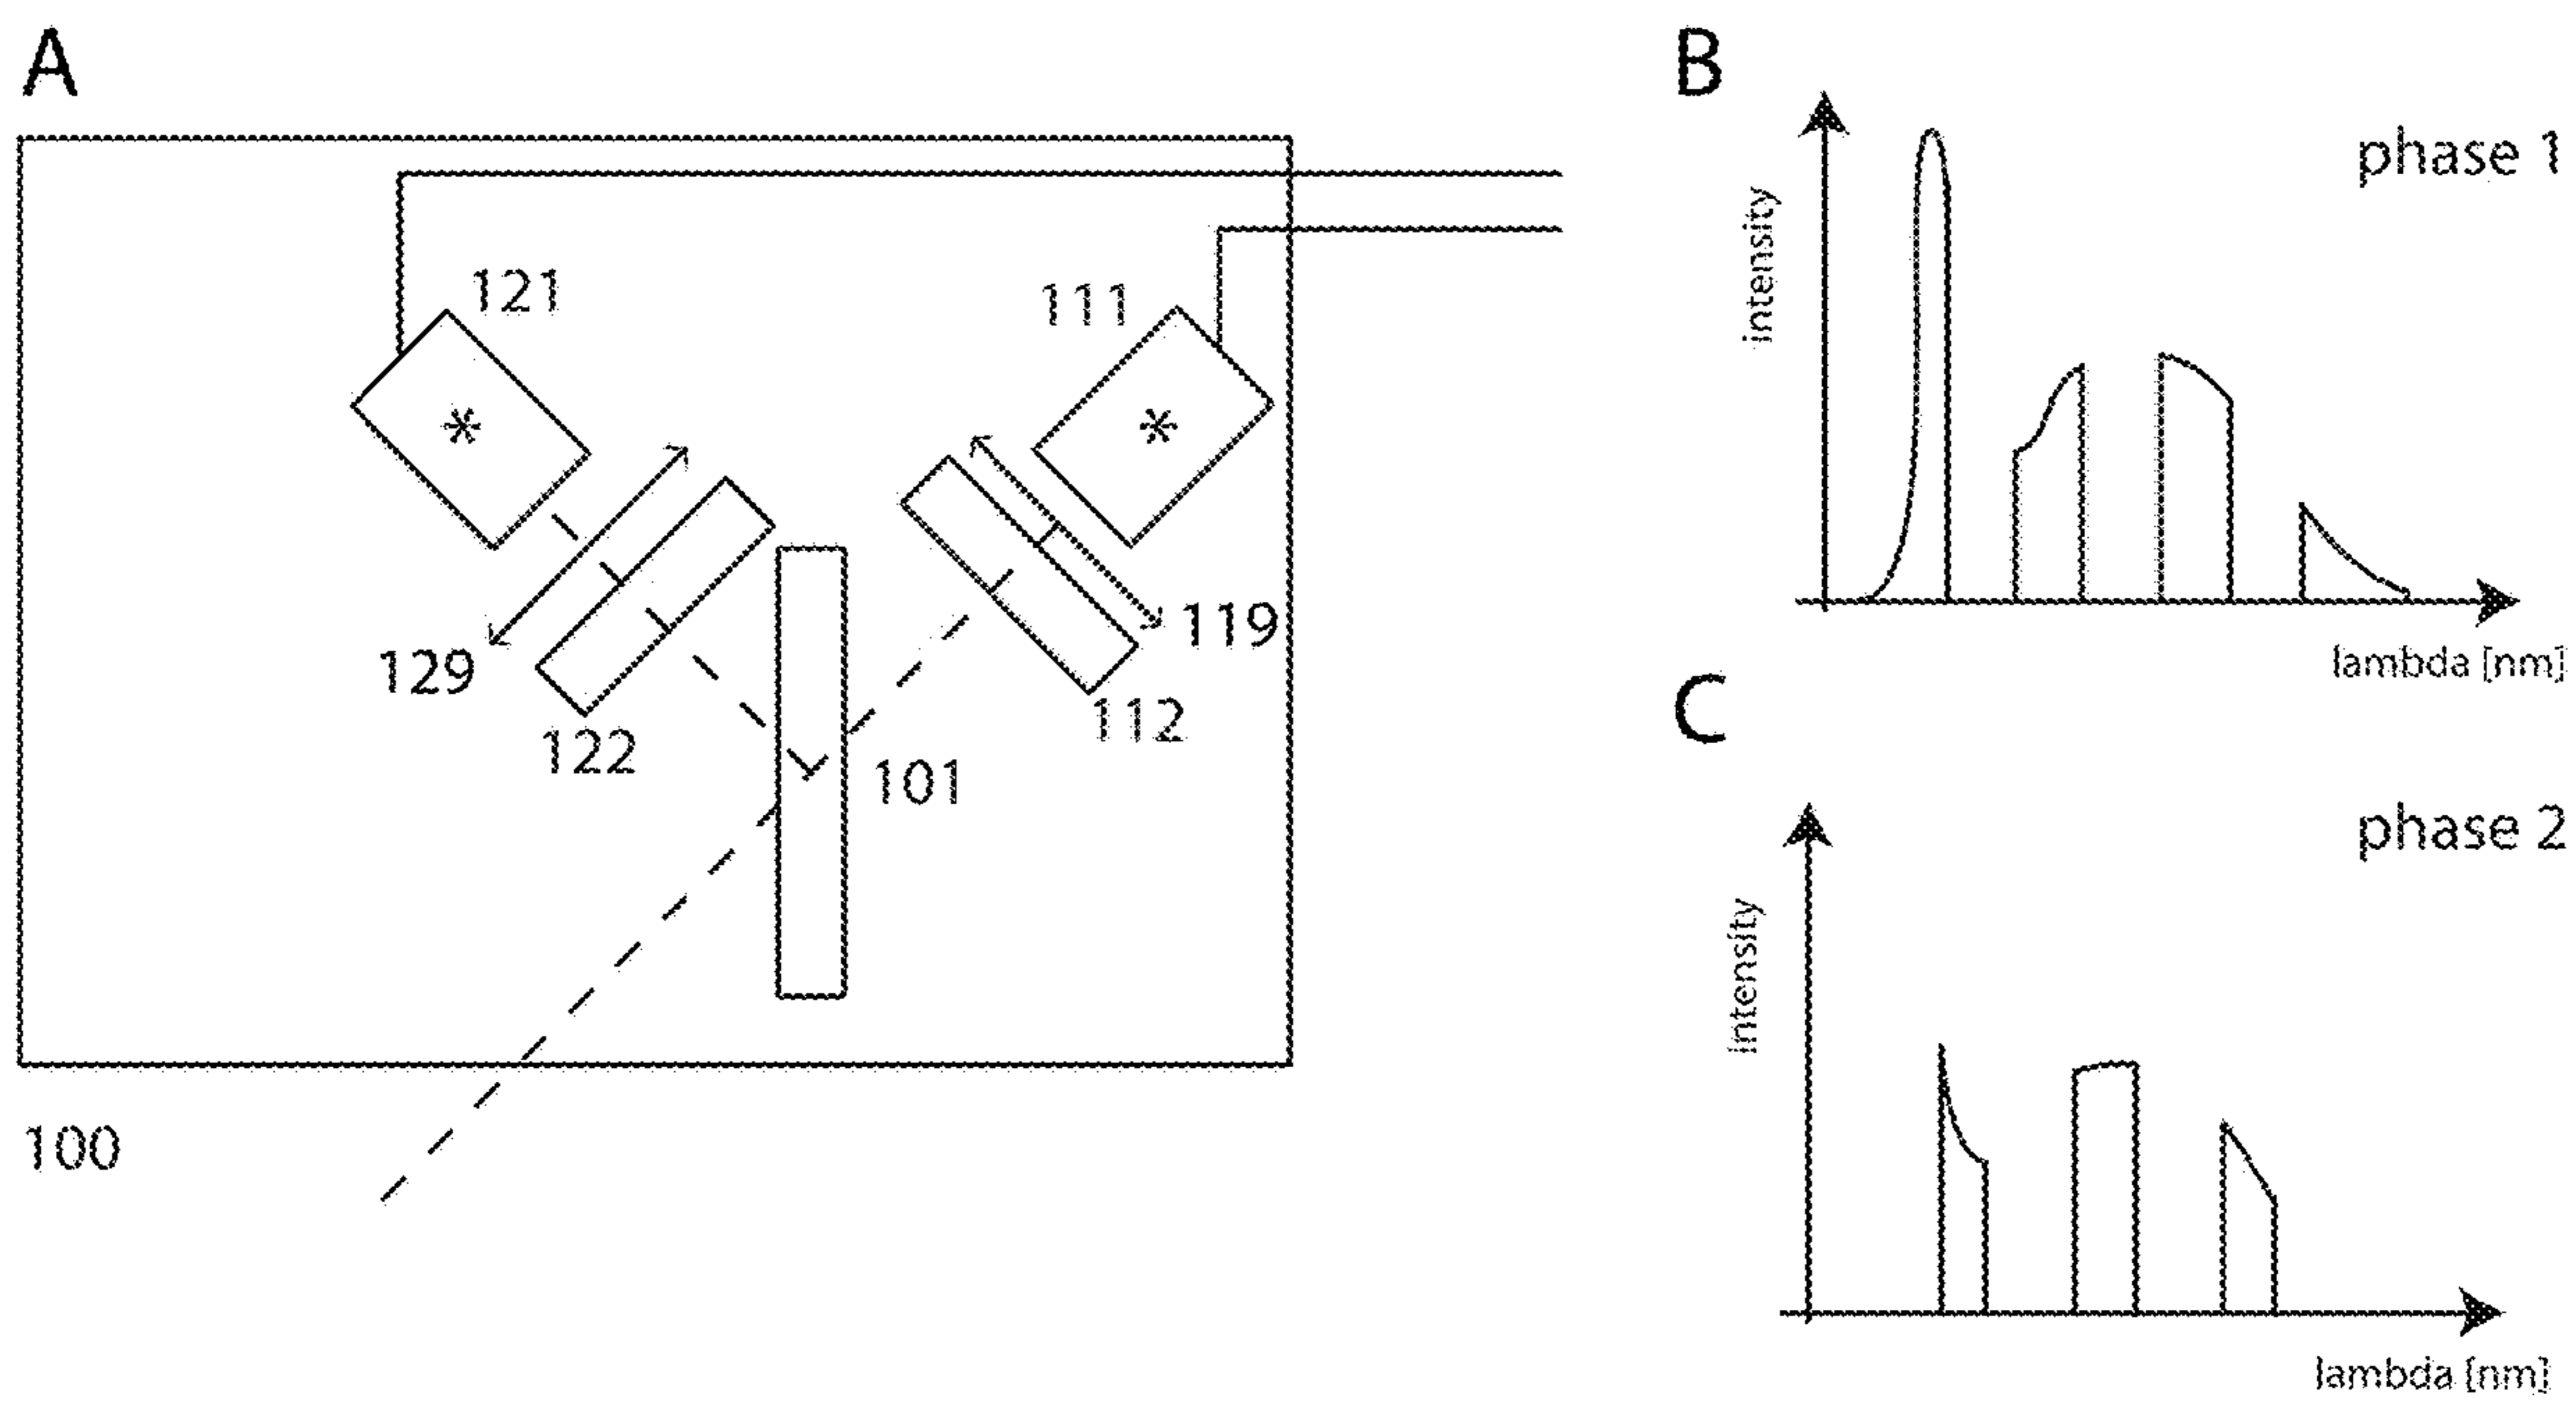 A
121
111
*
*
129
119
122
112
101
100
B
phase 1
intensity
lambda [nm]
C
phase 2
intensity
lambda [nm]